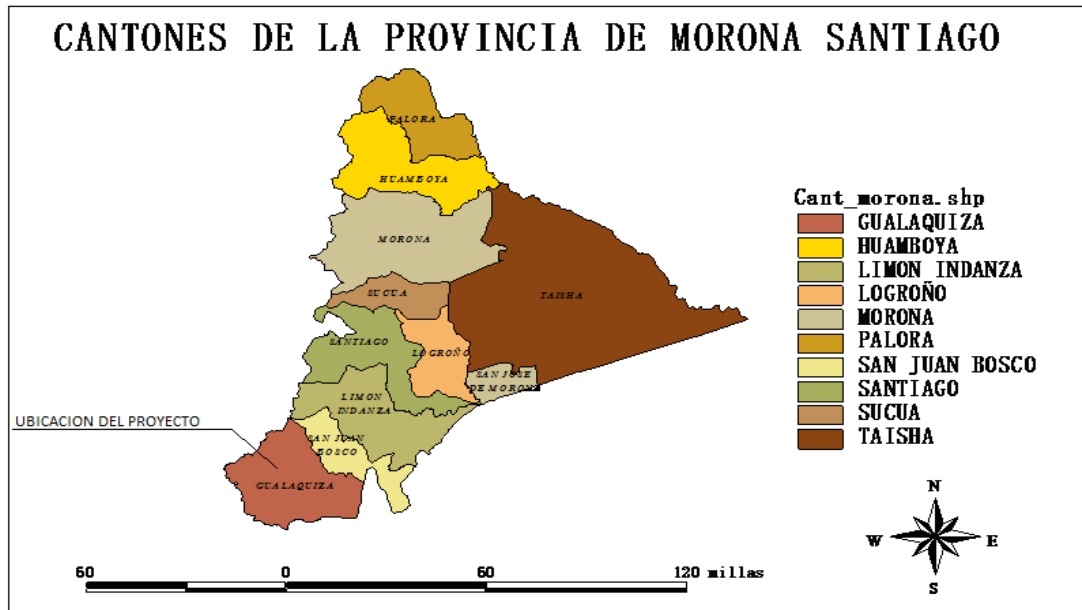 CANTONES DE LA PROVINCIA DE MORONA SANTIAGO
PALORA
HUAMBOYA
MORONA
SUCUA
TAISHA
SANTIAGO
LOGROÑO
SAN JOSE
DE MORONA
LIMON
INDANZA
UBICACION DEL PROYECTO
SAN JUAN
BOSCO
GUALAQUIZA
Cant_morona.shp
GUALAQUIZA
HUAMBOYA
LIMON INDANZA
LOGROÑO
MORONA
PALORA
SAN JUAN BOSCO
SANTIAGO
SUCUA
TAISHA
N
W E
S
60 0 60 120 millas